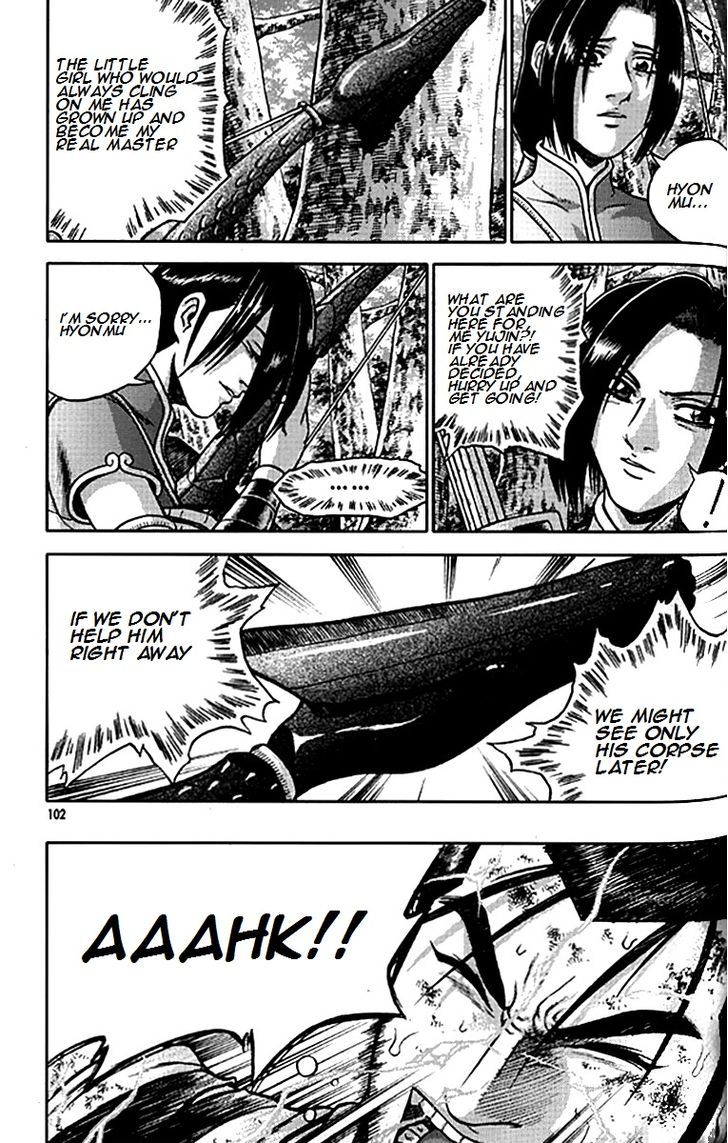 THE LITTLE
GIRL WHO WOULD
ALWAYS CLING
ON ME HAS
GROWN UP AND
BECOME MY
REAL MASTER
HYON
MU...
I'M SORRY...
HYONMU
......
WHAT ARE
YOU STANDING
HERE FOR,
ME YUJIN?!
IF YOU HAVE
ALREADY
DECIDED,
HURRY UP AND
GET GOING!
!
IF WE DON'T
HELP HIM
RIGHT AWAY
WE MIGHT
SEE ONLY
HIS CORPSE
LATER!
102
AAAHK!!